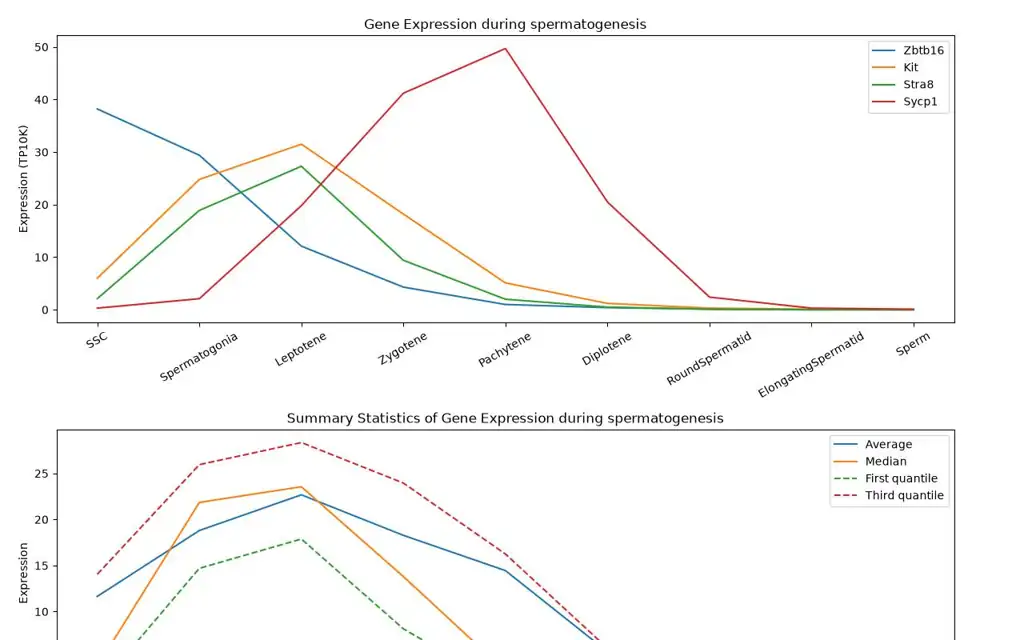 Gene Expression during spermatogenesis
Expression (TP10K)
50
40
30
20
10
0
Zbtb16
Kit
Stra8
Sycp1
SSC
Spermatogonia
Leptotene
Zygotene
Pachytene
Diplotene
RoundSpermatid
ElongatingSpermatid
Sperm
Summary Statistics of Gene Expression during spermatogenesis
Expression
25
20
15
10
Average
Median
First quantile
Third quantile